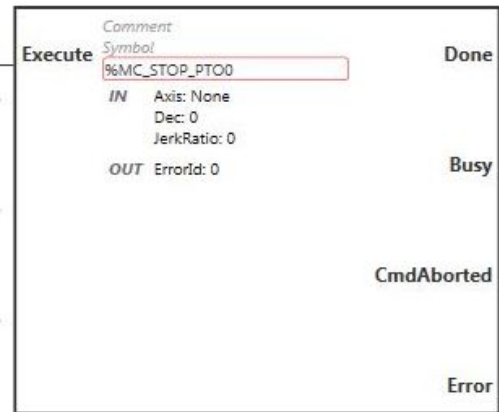 Comment
Symbol
Execute
Done
%MC_STOP_PTO0
IN Axis: None
Dec: 0
JerkRatio: 0
OUT ErrorId: 0
Busy
CmdAborted
Error